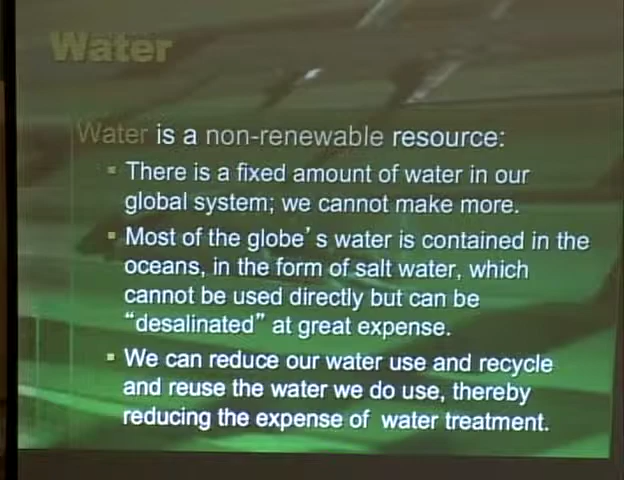 Water
Water is a non-renewable resource:
▪ There is a fixed amount of water in our
global system; we cannot make more.
▪ Most of the globe's water is contained in the
oceans, in the form of salt water, which
cannot be used directly but can be
“desalinated” at great expense.
▪ We can reduce our water use and recycle
and reuse the water we do use, thereby
reducing the expense of water treatment.